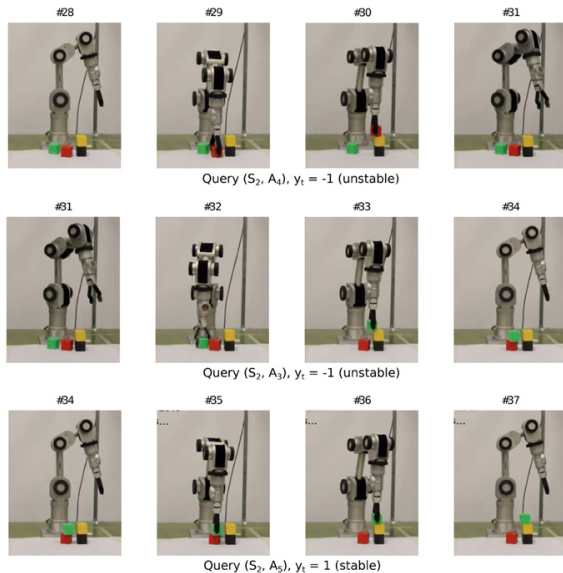 #28 #29 #30 #31
Query (S₂, A₄), yₜ = -1 (unstable)
#31 #32 #33 #34
Query (S₂, A₃), yₜ = -1 (unstable)
#34 #35 #36 #37
s...
s...
s...
Query (S₂, A₅), yₜ = 1 (stable)